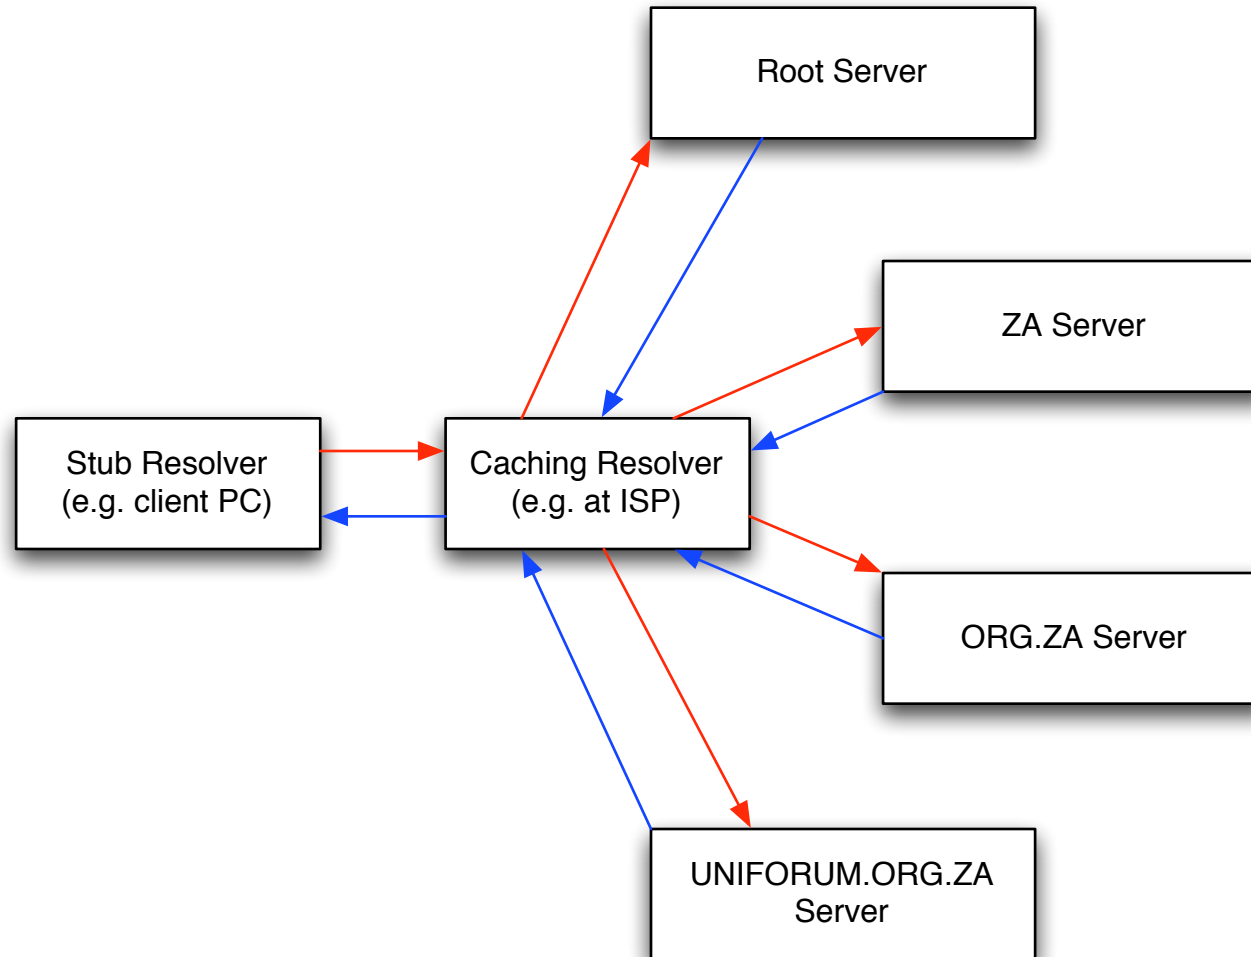 Root Server
ZA Server
Stub Resolver
(e.g. client PC)
Caching Resolver
(e.g. at ISP)
ORG.ZA Server
UNIFORUM.ORG.ZA
Server